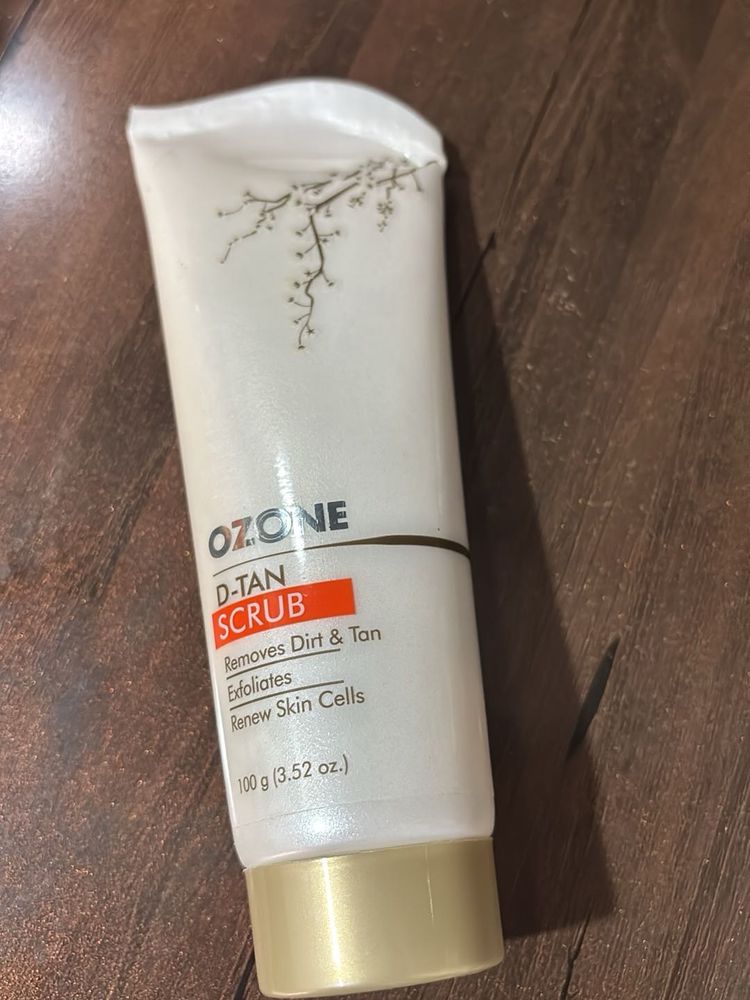 OZONE
D-TAN
SCRUB
Removes Dirt & Tan
Exfoliates
Renew Skin Cells
100 g (3.52 oz.)